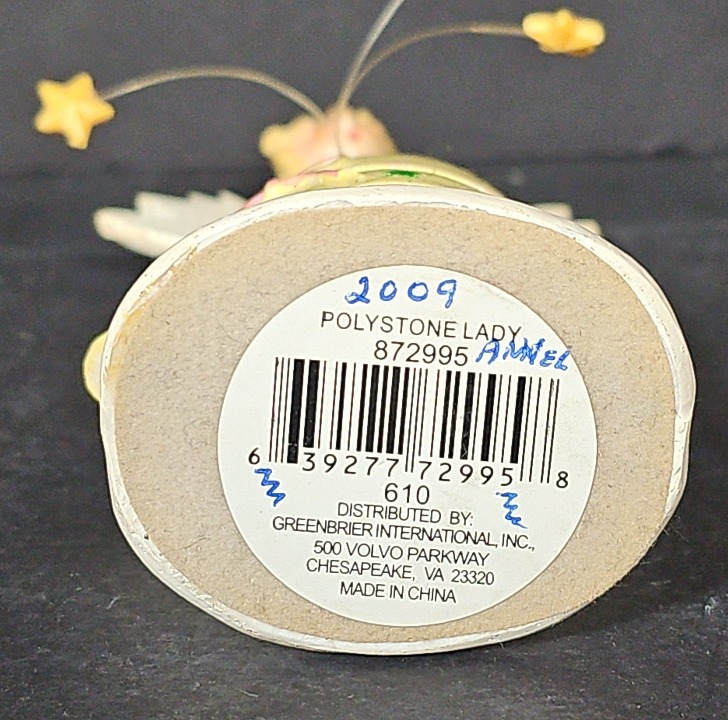 2009
POLYSTONE LADY
872995 ANNEL
6 39277 72995 8
610
DISTRIBUTED BY:
GREENBRIER INTERNATIONAL, INC.,
500 VOLVO PARKWAY
CHESAPEAKE, VA 23320
MADE IN CHINA